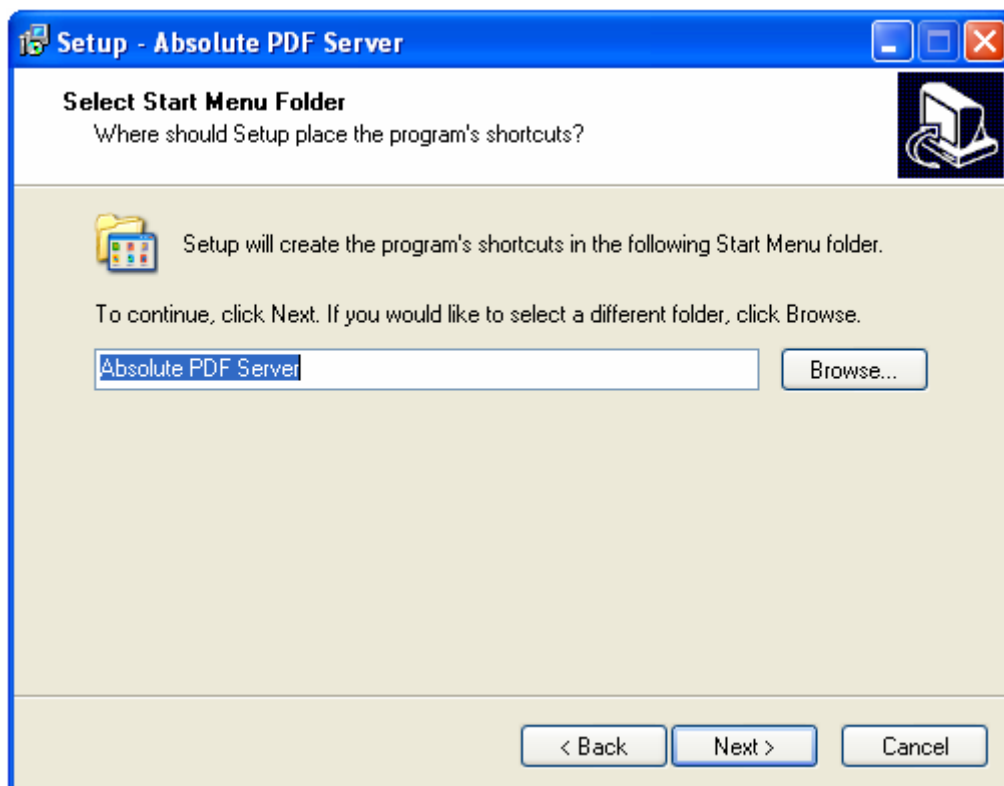 Setup - Absolute PDF Server
Select Start Menu Folder
Where should Setup place the program's shortcuts?
Setup will create the program's shortcuts in the following Start Menu folder.
To continue, click Next. If you would like to select a different folder, click Browse.
Absolute PDF Server
Browse...
< Back
Next >
Cancel